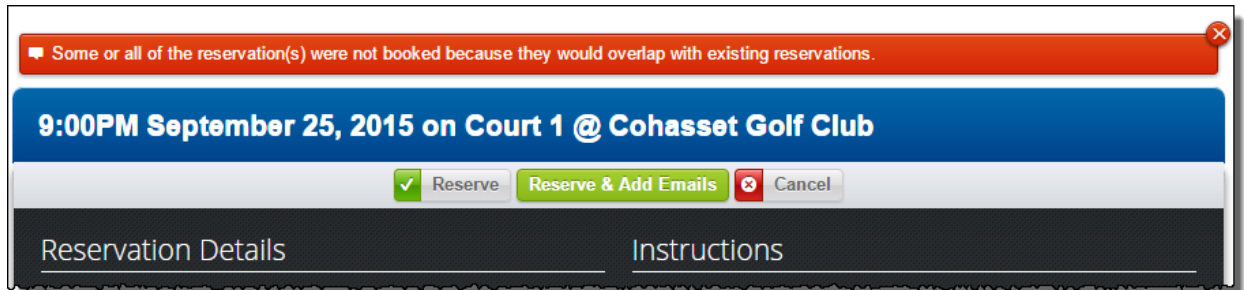 Some or all of the reservation(s) were not booked because they would overlap with existing reservations.
9:00PM September 25, 2015 on Court 1 @ Cohasset Golf Club
Reserve Reserve & Add Emails Cancel
Reservation Details
Instructions